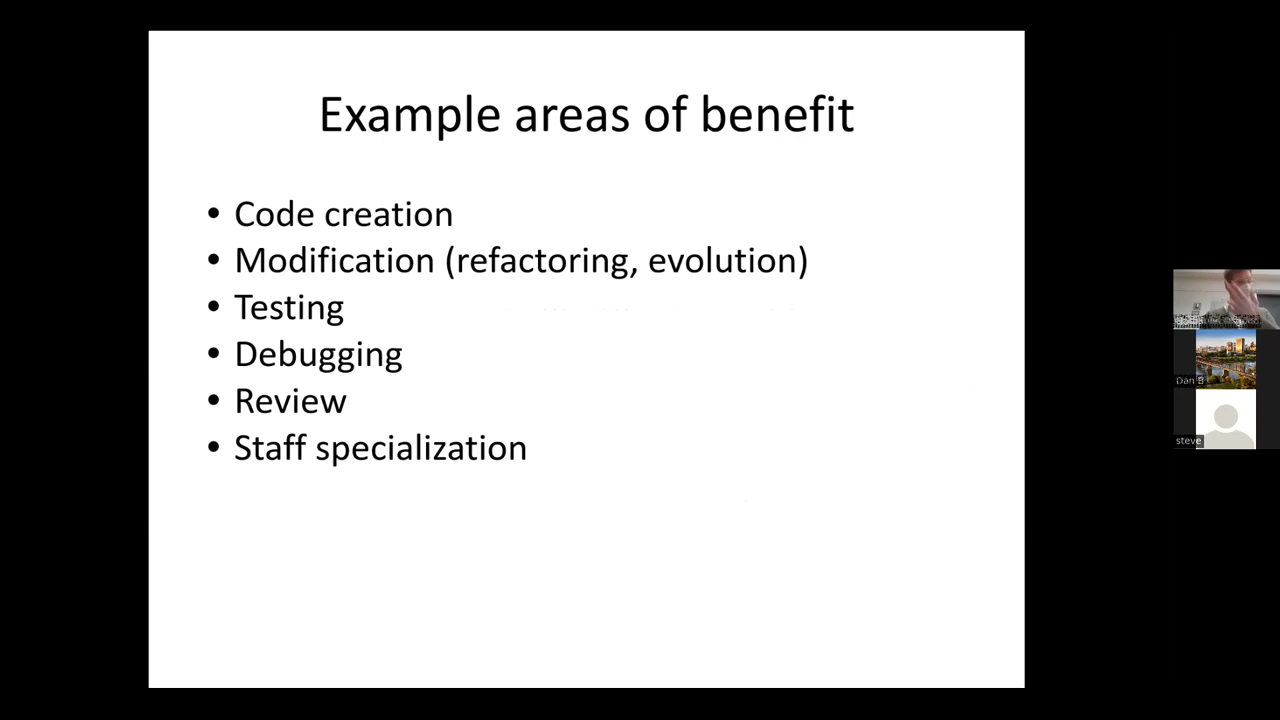 Example areas of benefit
• Code creation
• Modification (refactoring, evolution)
• Testing
• Debugging
• Review
• Staff specialization
Dan B
steve